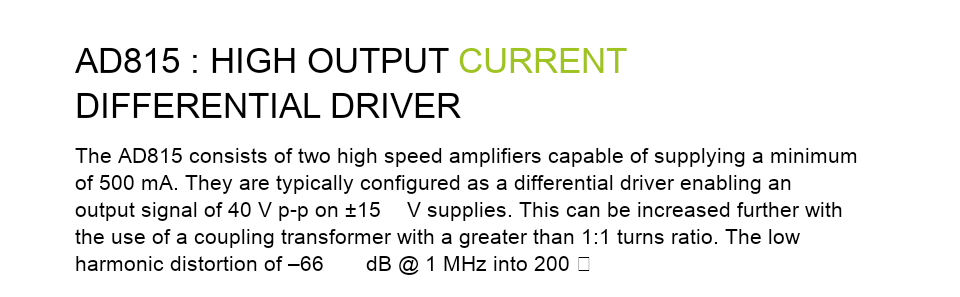 AD815 : HIGH OUTPUT CURRENT
DIFFERENTIAL DRIVER
The AD815 consists of two high speed amplifiers capable of supplying a minimum
of 500 mA. They are typically configured as a differential driver enabling an
output signal of 40 V p-p on ±15 V supplies. This can be increased further with
the use of a coupling transformer with a greater than 1:1 turns ratio. The low
harmonic distortion of –66 dB @ 1 MHz into 200